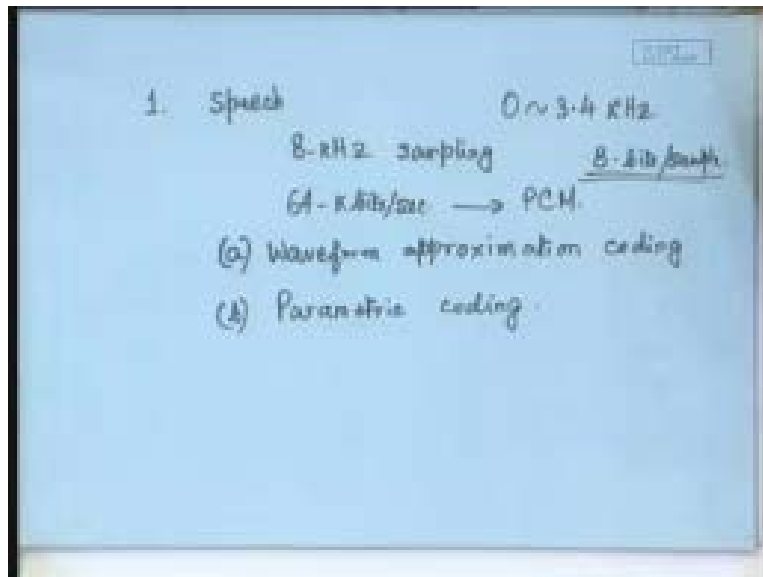 1. Speech 0 ~ 3.4 KHz
8-KHz sampling 8-bits/sample
64-Kbits/sec → PCM.
(a) Waveform approximation coding
(b) Parametric coding.